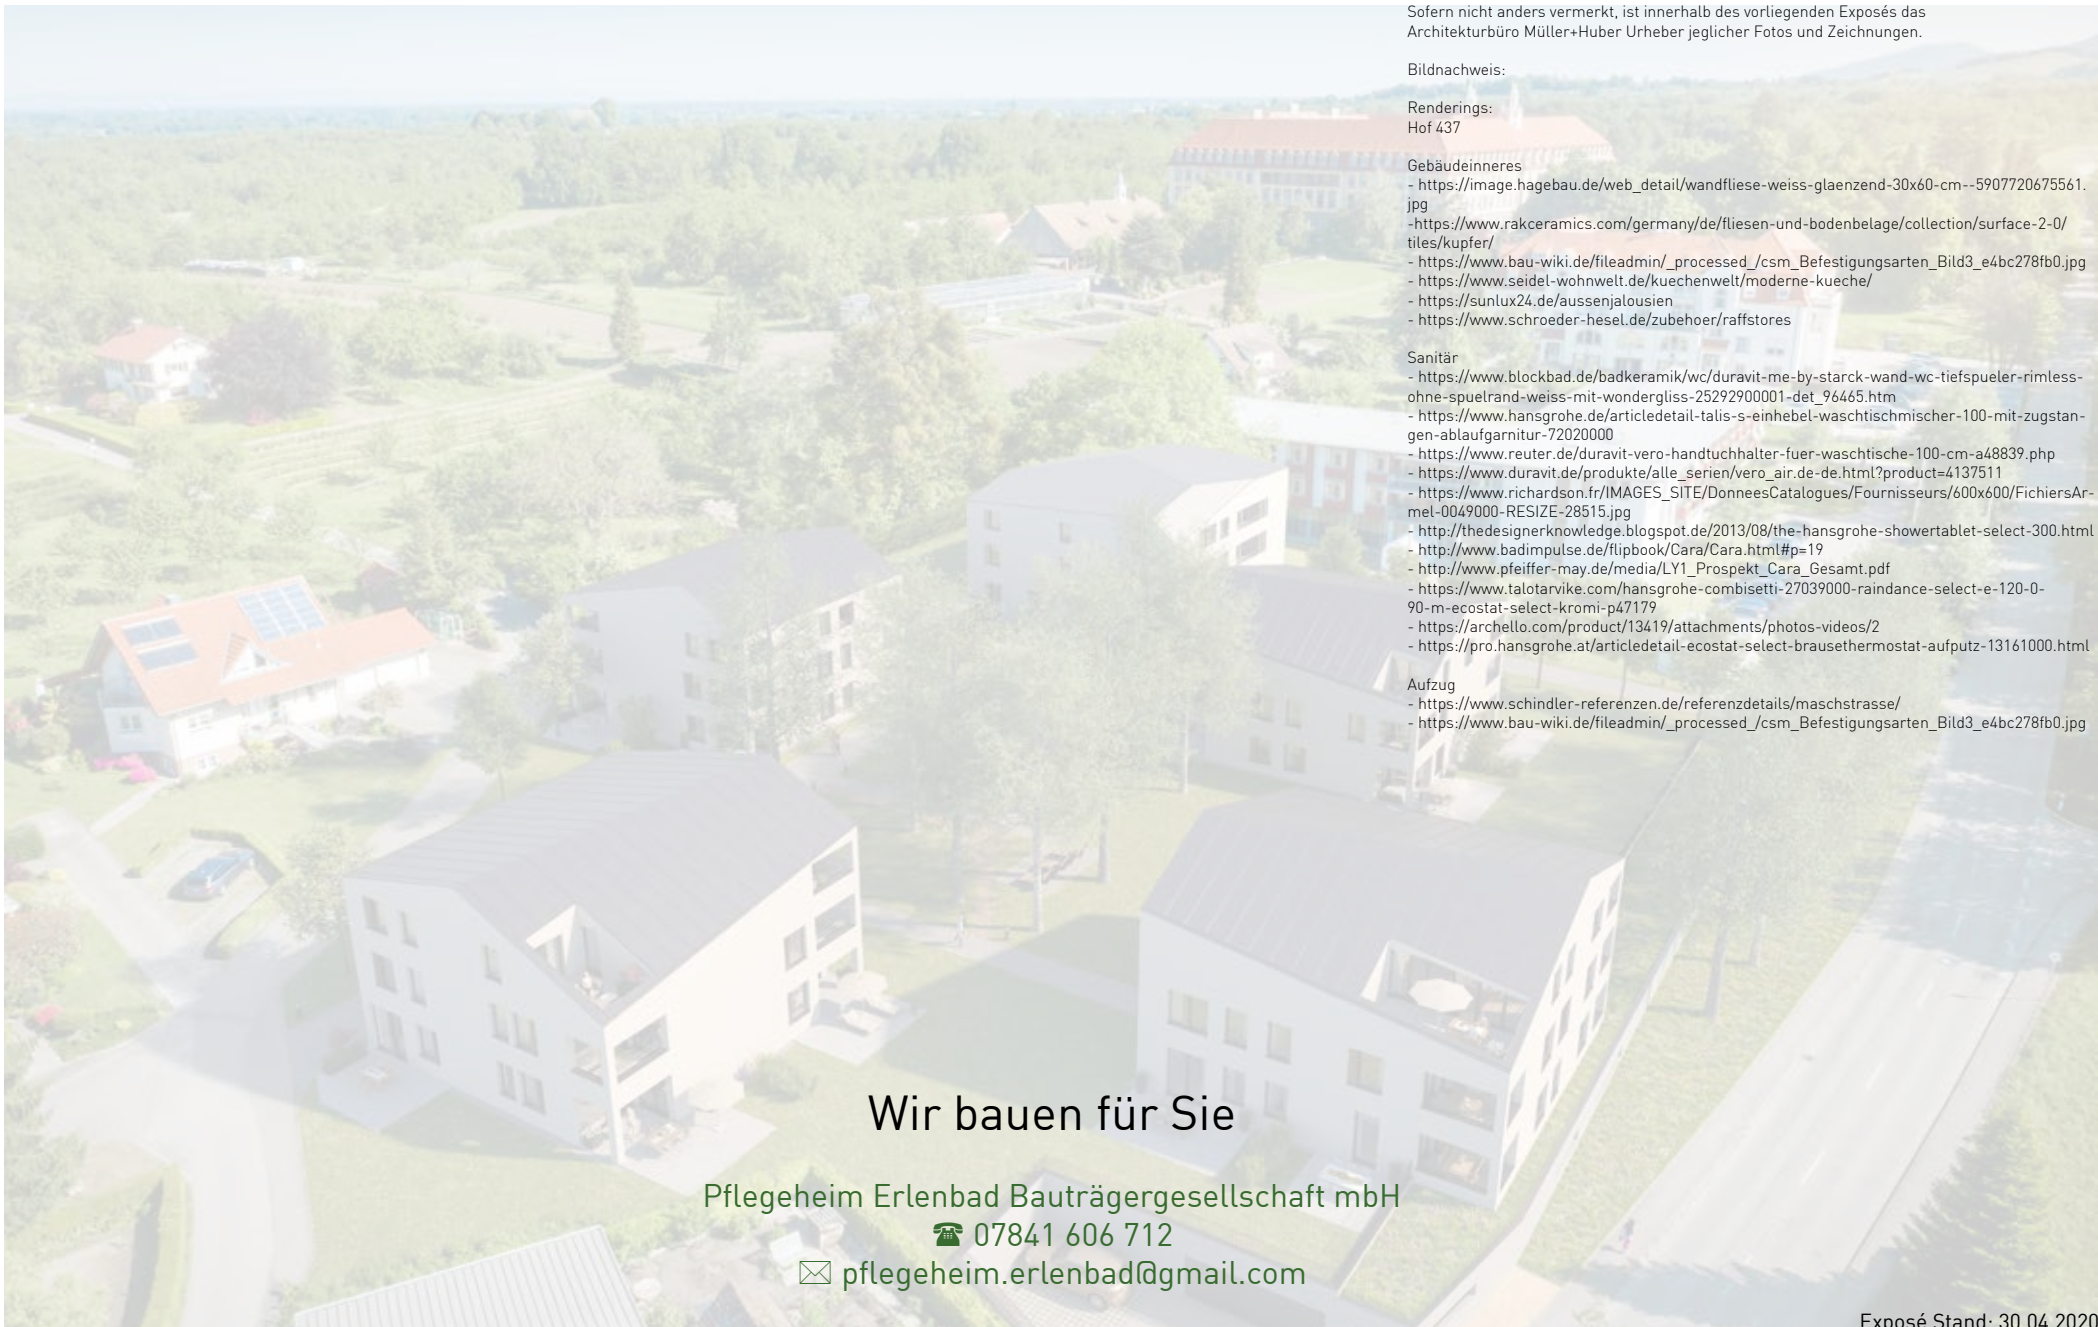 Sofern nicht anders vermerkt, ist innerhalb des vorliegenden Exposés das
Architekturbüro Müller+Huber Urheber jeglicher Fotos und Zeichnungen.
Bildnachweis:
Renderings:
Hof 437
Gebäudeinneres
- https://image.hagebau.de/web_detail/wandfliese-weiss-glaenzend-30x60-cm--5907720675561.
jpg
-https://www.rakceramics.com/germany/de/fliesen-und-bodenbelage/collection/surface-2-0/
tiles/kupfer/
- https://www.bau-wiki.de/fileadmin/_processed_/csm_Befestigungsarten_Bild3_e4bc278fb0.jpg
- https://www.seidel-wohnwelt.de/kuechenwelt/moderne-kueche/
- https://sunlux24.de/aussenjalousien
- https://www.schroeder-hesel.de/zubehoer/raffstores
Sanitär
- https://www.blockbad.de/badkeramik/wc/duravit-me-by-starck-wand-wc-tiefspueler-rimless-
ohne-spuelrand-weiss-mit-wondergliss-25292900001-det_96465.htm
- https://www.hansgrohe.de/articledetail-talis-s-einhebel-waschtischmischer-100-mit-zugstan-
gen-ablaufgarnitur-72020000
- https://www.reuter.de/duravit-vero-handtuchhalter-fuer-waschtische-100-cm-a48839.php
- https://www.duravit.de/produkte/alle_serien/vero_air.de-de.html?product=4137511
- https://www.richardson.fr/IMAGES_SITE/DonneesCatalogues/Fournisseurs/600x600/FichiersAr-
mel-0049000-RESIZE-28515.jpg
- http://thedesignerknowledge.blogspot.de/2013/08/the-hansgrohe-showertablet-select-300.html
- http://www.badimpulse.de/flipbook/Cara/Cara.html#p=19
- http://www.pfeiffer-may.de/media/LY1_Prospekt_Cara_Gesamt.pdf
- https://www.talotarvike.com/hansgrohe-combisetti-27039000-raindance-select-e-120-0-
90-m-ecostat-select-kromi-p47179
- https://archello.com/product/13419/attachments/photos-videos/2
- https://pro.hansgrohe.at/articledetail-ecostat-select-brausethermostat-aufputz-13161000.html
Aufzug
- https://www.schindler-referenzen.de/referenzdetails/maschstrasse/
- https://www.bau-wiki.de/fileadmin/_processed_/csm_Befestigungsarten_Bild3_e4bc278fb0.jpg
Wir bauen für Sie
Pflegeheim Erlenbad Bauträgergesellschaft mbH
☎ 07841 606 712
✉ pflegeheim.erlenbad@gmail.com
Exposé Stand: 30.04.2020